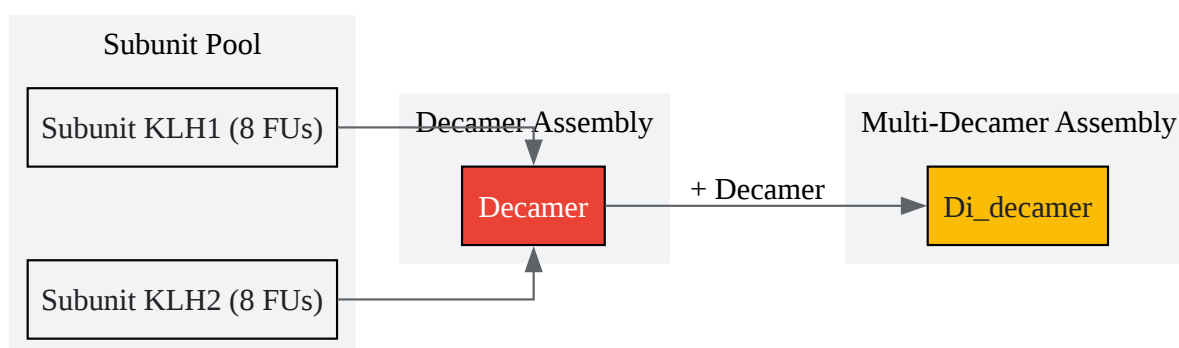 Subunit Pool
Subunit KLH1 (8 FUs)
Subunit KLH2 (8 FUs)
Decamer Assembly
Decamer
+ Decamer
Multi-Decamer Assembly
Di_decamer